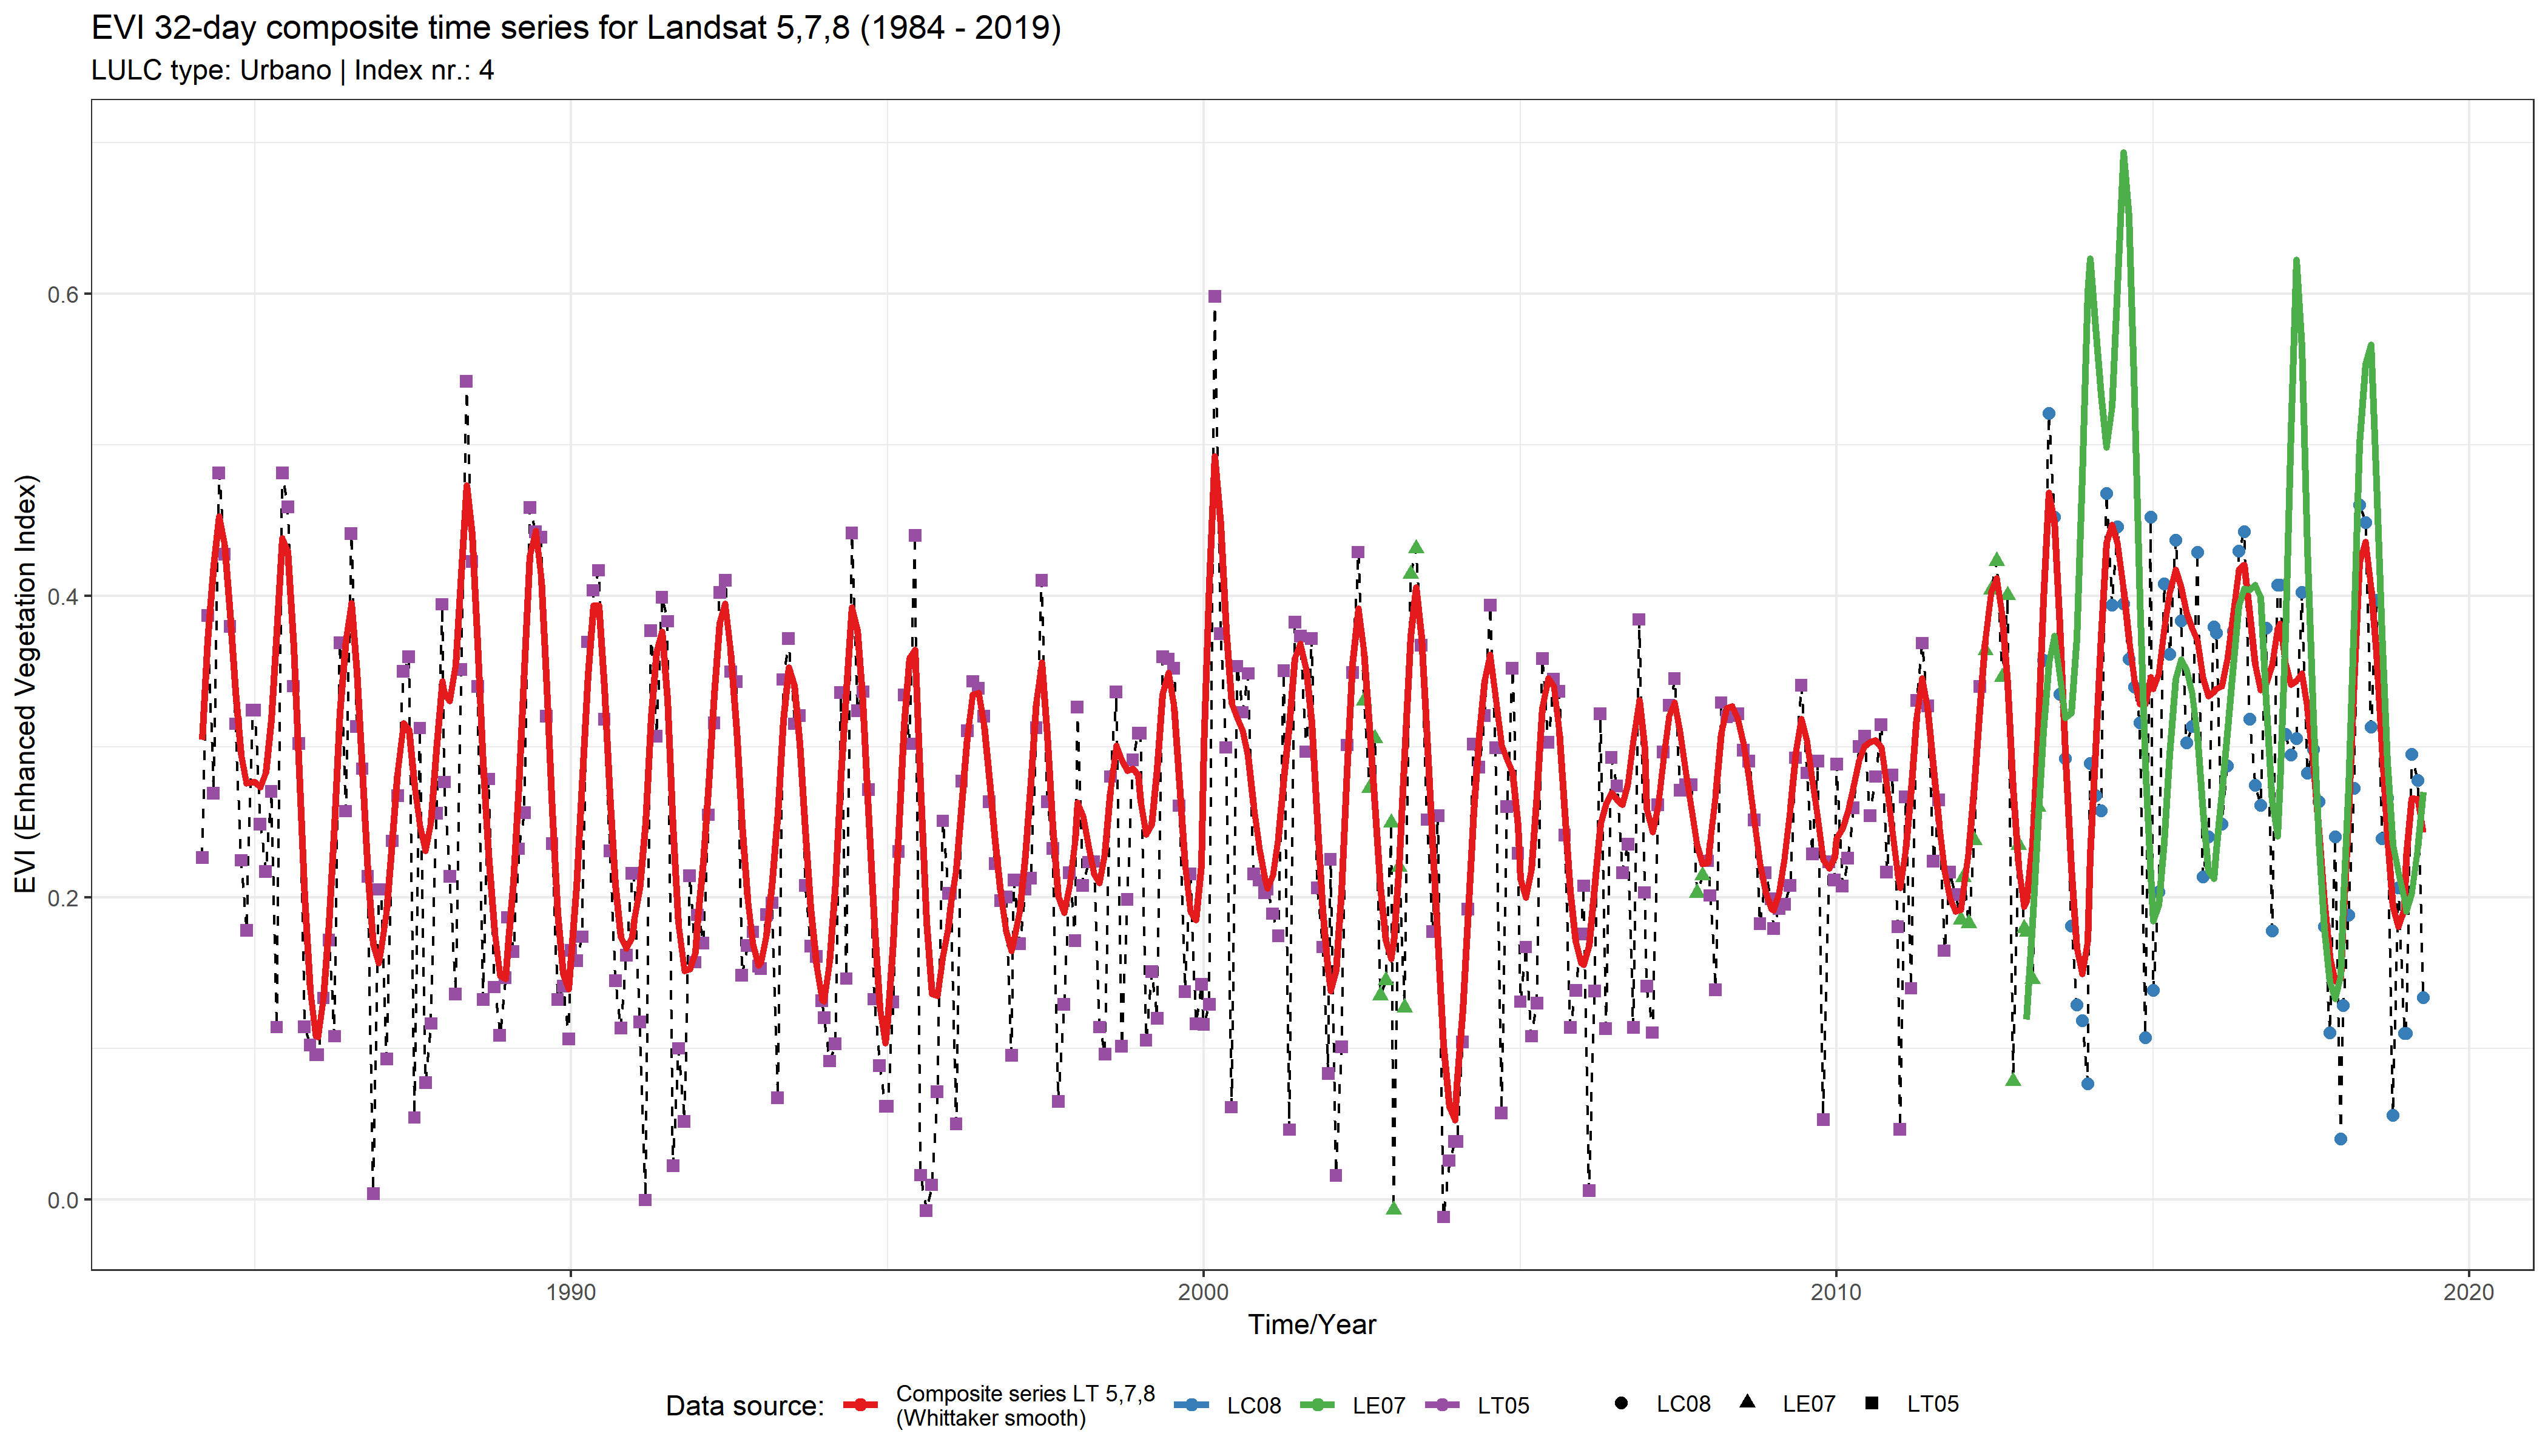 EVI 32-day composite time series for Landsat 5,7,8 (1984 - 2019)
LULC type: Urbano | Index nr.: 4
EVI (Enhanced Vegetation Index)
0.6
0.4
0.2
0.0
1990 2000 2010 2020
Time/Year
Data source: Composite series LT 5,7,8 LC08 LE07 LT05 LC08 LE07 LT05
(Whittaker smooth)